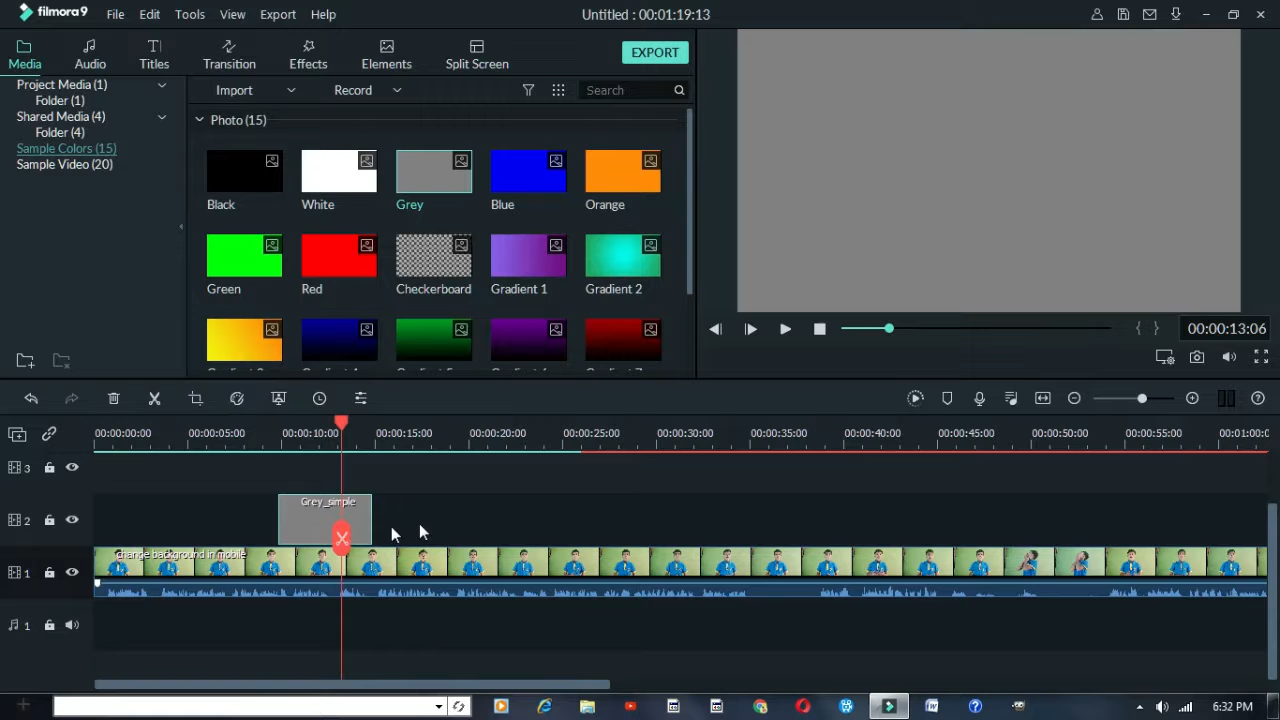 filmora9 File Edit Tools View Export Help Untitled : 00:01:19:13
Media Audio Titles Transition Effects Elements Split Screen EXPORT
Project Media (1)
Folder (1)
Shared Media (4)
Folder (4)
Sample Colors (15)
Sample Video (20)
Import Record Search
Photo (15)
Black White Grey Blue Orange
Green Red Checkerboard Gradient 1 Gradient 2
00:00:13:06
00:00:00:00 00:00:05:00 00:00:10:00 00:00:15:00 00:00:20:00 00:00:25:00 00:00:30:00 00:00:35:00 00:00:40:00 00:00:45:00 00:00:50:00 00:00:55:00 00:01:00:0
3
2
Grey_simple
change background in mobile
1
1
6:32 PM